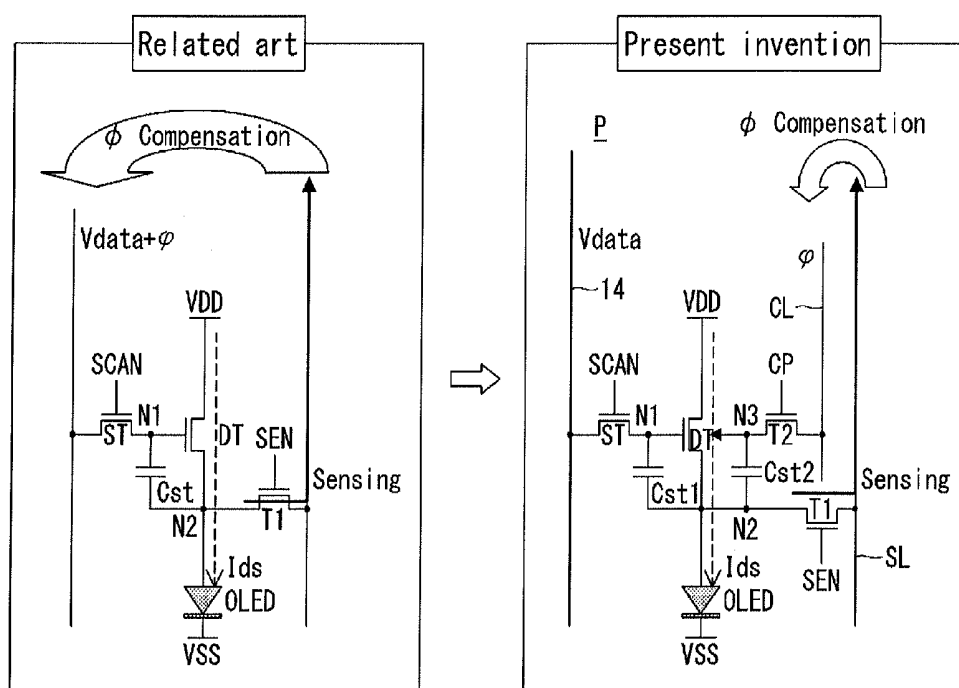 Related art
ϕ Compensation
Vdata+φ
VDD
SCAN
N1
ST
DT
SEN
Cst
Sensing
T1
N2
Ids
OLED
VSS
Present invention
P
ϕ Compensation
Vdata
φ
14
VDD
CL
SCAN
CP
N1
N3
ST
DT
T2
Cst1
Cst2
Sensing
T1
N2
SEN
SL
Ids
OLED
VSS